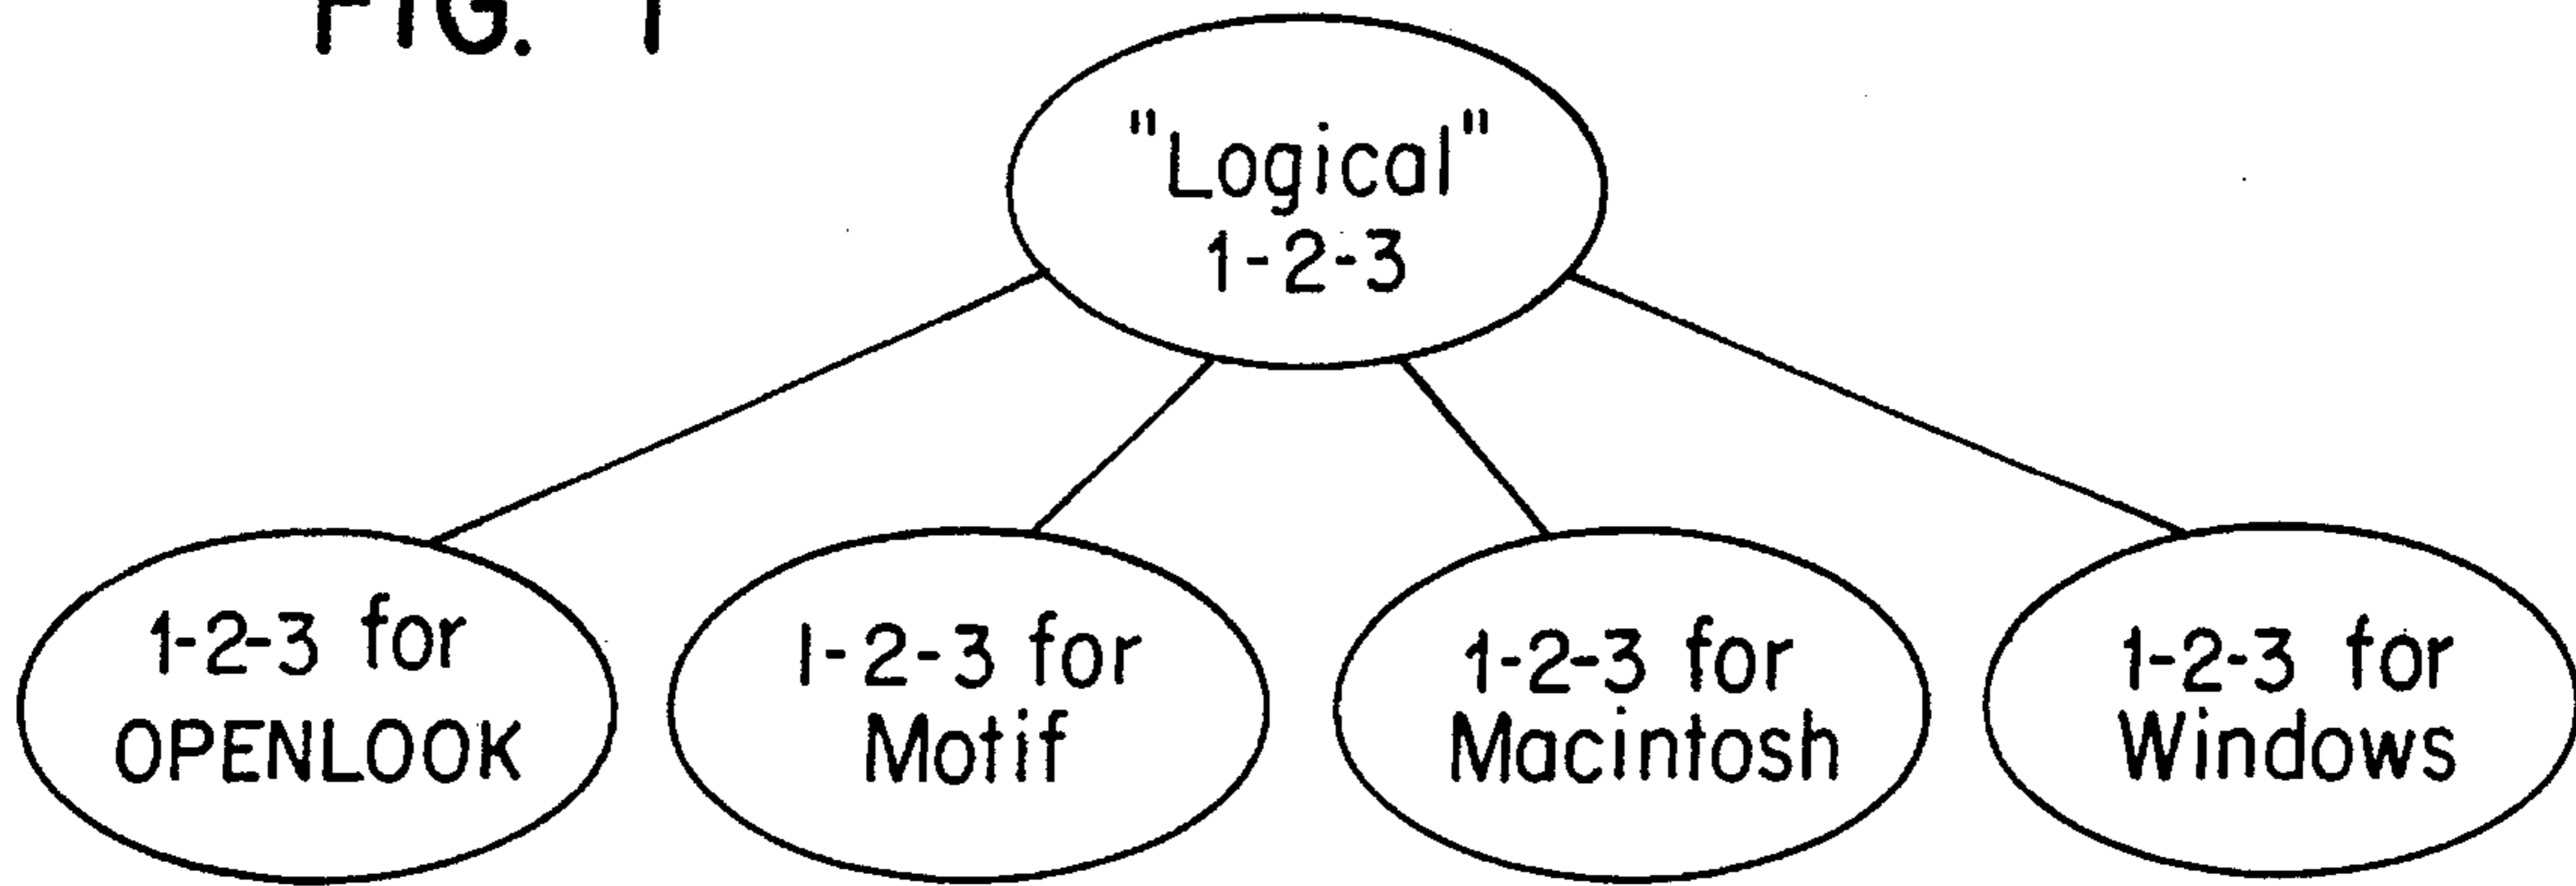 FIG. 1
"Logical"
1-2-3
1-2-3 for
OPENLOOK
1-2-3 for
Motif
1-2-3 for
Macintosh
1-2-3 for
Windows